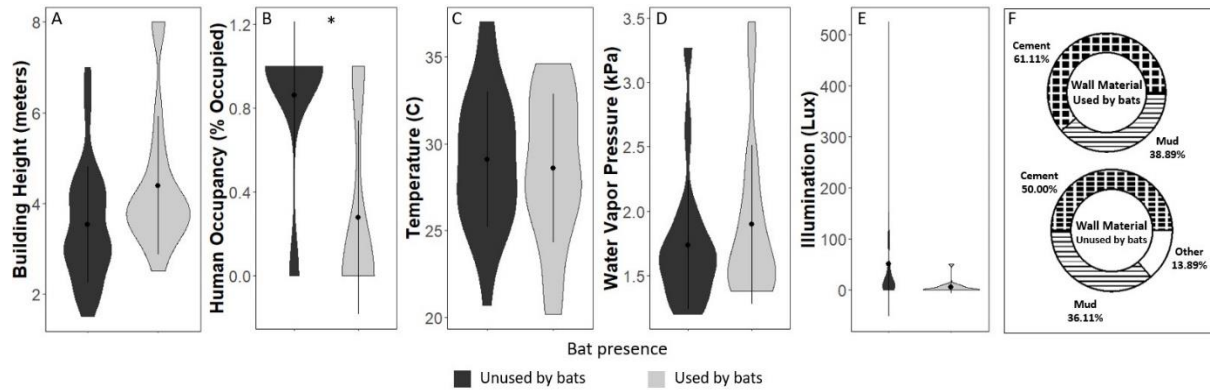 A
Building Height (meters)
8
6
4
2
B
*
Human Occupancy (% Occupied)
1.2
0.8
0.4
0.0
C
Temperature (C)
35
30
25
20
D
Water Vapor Pressure (kPa)
3.5
3.0
2.5
2.0
1.5
E
Illumination (Lux)
500
400
300
200
100
50
0
F
Cement
61.11%
Wall Material
Used by bats
Mud
38.89%
Cement
50.00%
Wall Material
Unused by bats
Other
13.89%
Mud
36.11%
Bat presence
Unused by bats
Used by bats